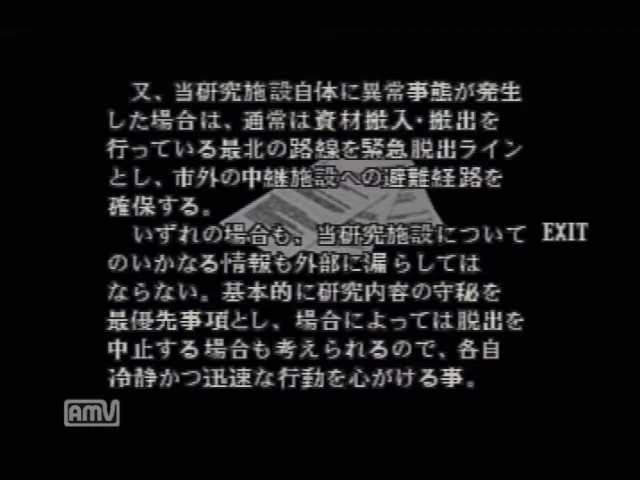 又、当研究施設自体に異常事態が発生
した場合は、通常は資材搬入・搬出を
行っている最北の路線を緊急脱出ライン
とし、市外の中継施設への避難経路を
確保する。
いずれの場合も、当研究施設について
のいかなる情報も外部に漏らしては
ならない。基本的に研究内容の守秘を
最優先事項とし、場合によっては脱出を
中止する場合も考えられるので、各自
冷静かつ迅速な行動を心がける事。
EXIT
AMV